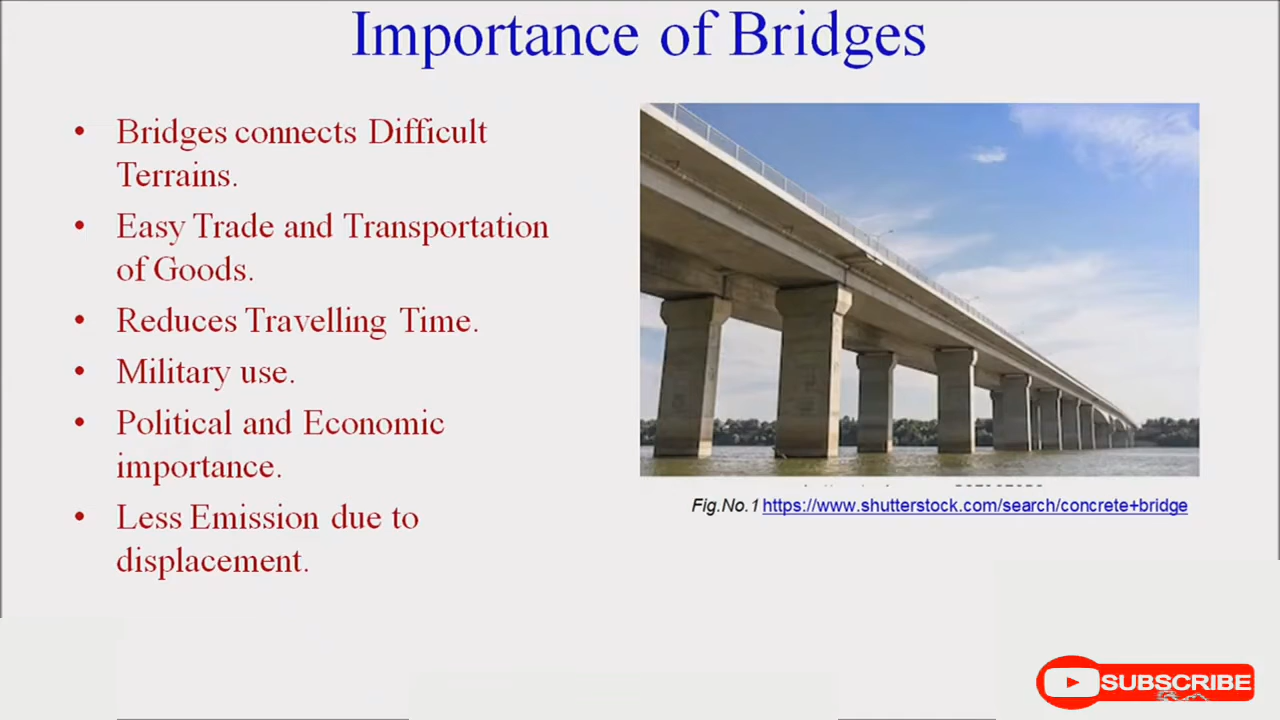 Importance of Bridges
• Bridges connects Difficult
Terrains.
• Easy Trade and Transportation
of Goods.
• Reduces Travelling Time.
• Military use.
• Political and Economic
importance.
• Less Emission due to
displacement.
Fig.No.1 https://www.shutterstock.com/search/concrete+bridge
SUBSCRIBE